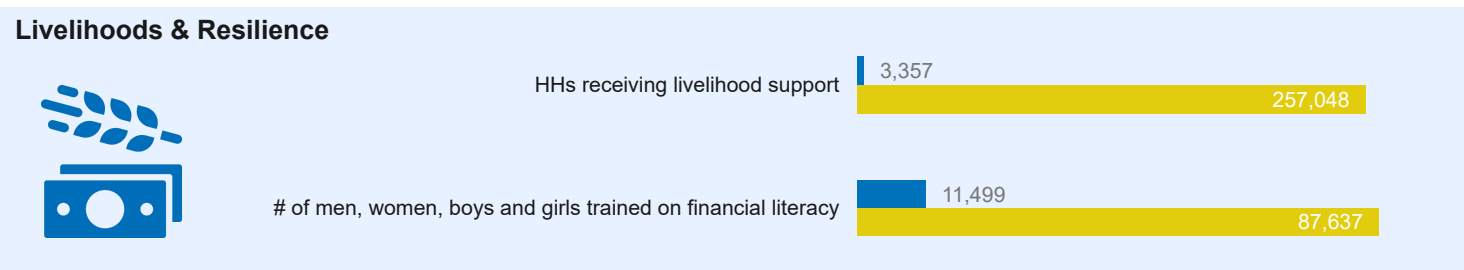 Livelihoods & Resilience
HHs receiving livelihood support
3,357
257,048
# of men, women, boys and girls trained on financial literacy
11,499
87,637